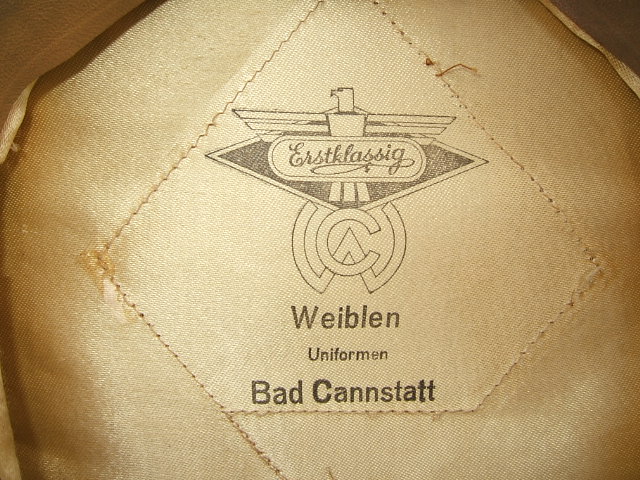 Erstklassig
Weiblen
Uniformen
Bad Cannstatt